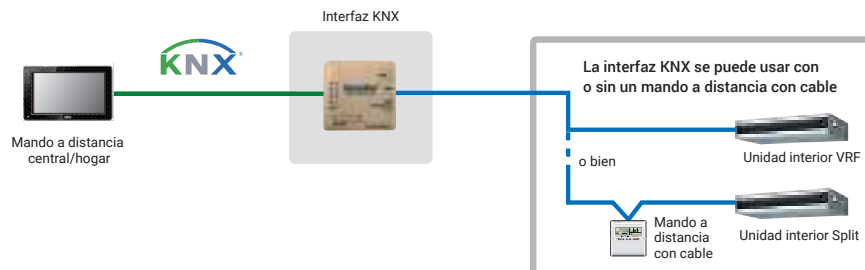 Interfaz KNX
KNX
Mando a distancia
central/hogar
La interfaz KNX se puede usar con
o sin un mando a distancia con cable
Unidad interior VRF
o bien
Mando a
distancia
con cable
Unidad interior Split